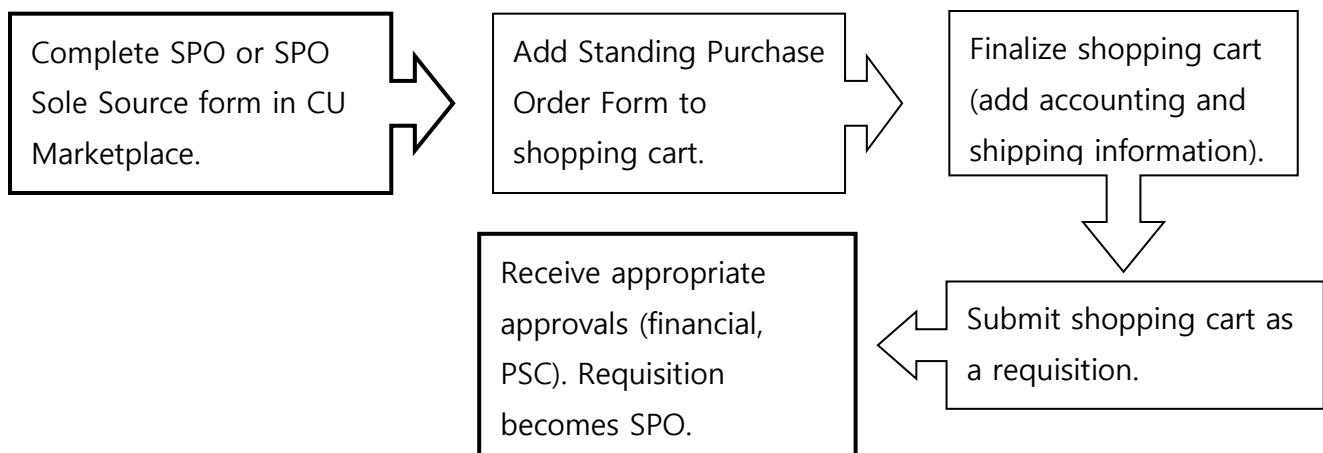 Complete SPO or SPO
Sole Source form in CU
Marketplace.
Add Standing Purchase
Order Form to
shopping cart.
Finalize shopping cart
(add accounting and
shipping information).
Submit shopping cart as
a requisition.
Receive appropriate
approvals (financial,
PSC). Requisition
becomes SPO.